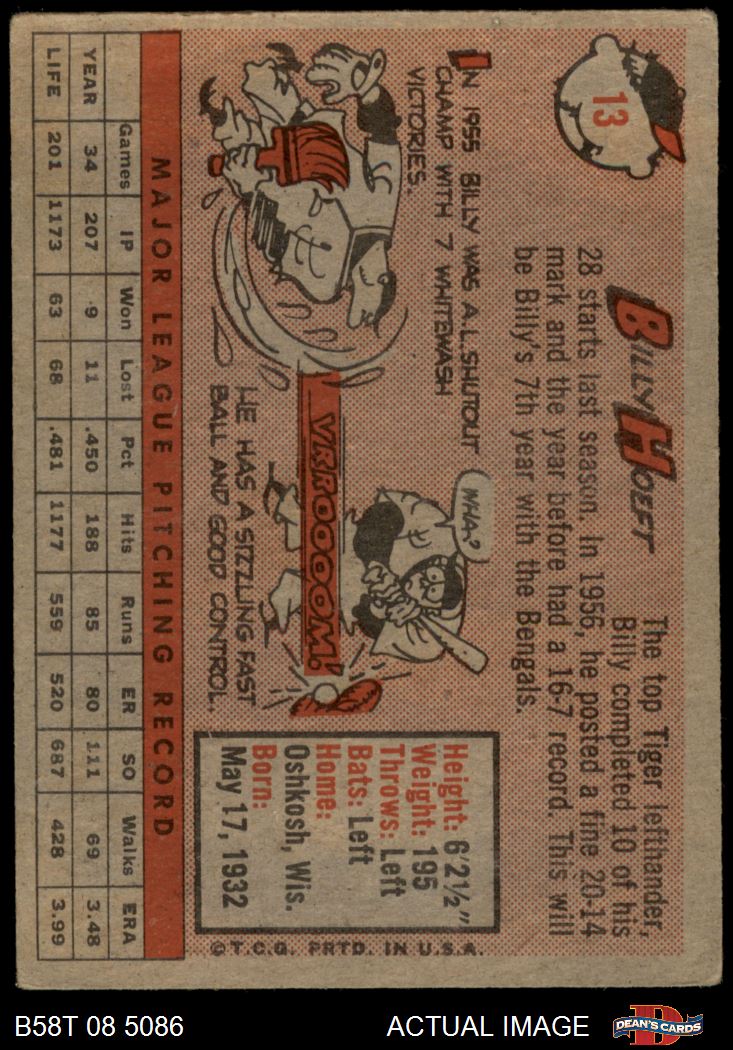 13
BILLY HOEFT
The top Tiger lefthander,
Billy completed 10 of his
28 starts last season. In 1956, he posted a fine 20-14
mark and the year before had a 16-7 record. This will
be Billy's 7th year with the Bengals.
IN 1955 BILLY WAS A.L. SHUTOUT
CHAMP WITH 7 WHITEWASH
VICTORIES.
WHA?
VRROOOOOM!
HE HAS A SIZZLING FAST
BALL AND GOOD CONTROL.
Height: 6'2½"
Weight: 195
Throws: Left
Bats: Left
Home:
Oshkosh, Wis.
Born:
May 17, 1932
© T.C.G. PRTD. IN U.S.A.
MAJOR LEAGUE PITCHING RECORD
Games IP Won Lost Pct Hits Runs ER SO Walks ERA
YEAR 34 207 9 11 .450 188 85 80 111 69 3.48
LIFE 201 1173 63 68 .481 1177 559 520 687 428 3.99
B58T 08 5086 ACTUAL IMAGE
D
DEAN'S CARDS